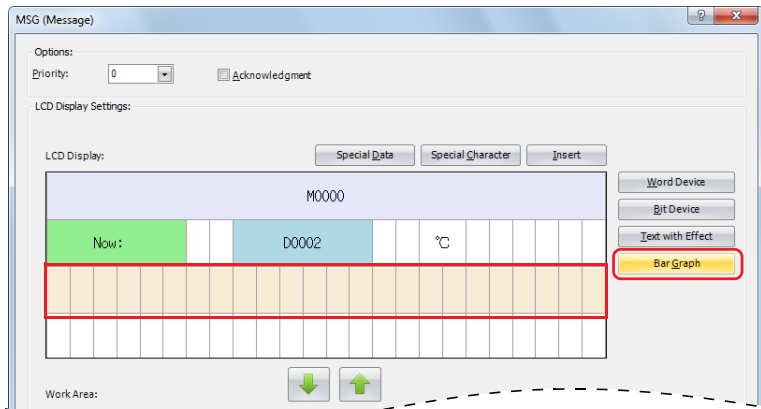 MSG (Message)
Options:
Priority: 0 Acknowledgment
LCD Display Settings:
LCD Display: Special Data Special Character Insert
M0000 Word Device
Bit Device
Now: D0002 ℃ Text with Effect
Bar Graph
Work Area: